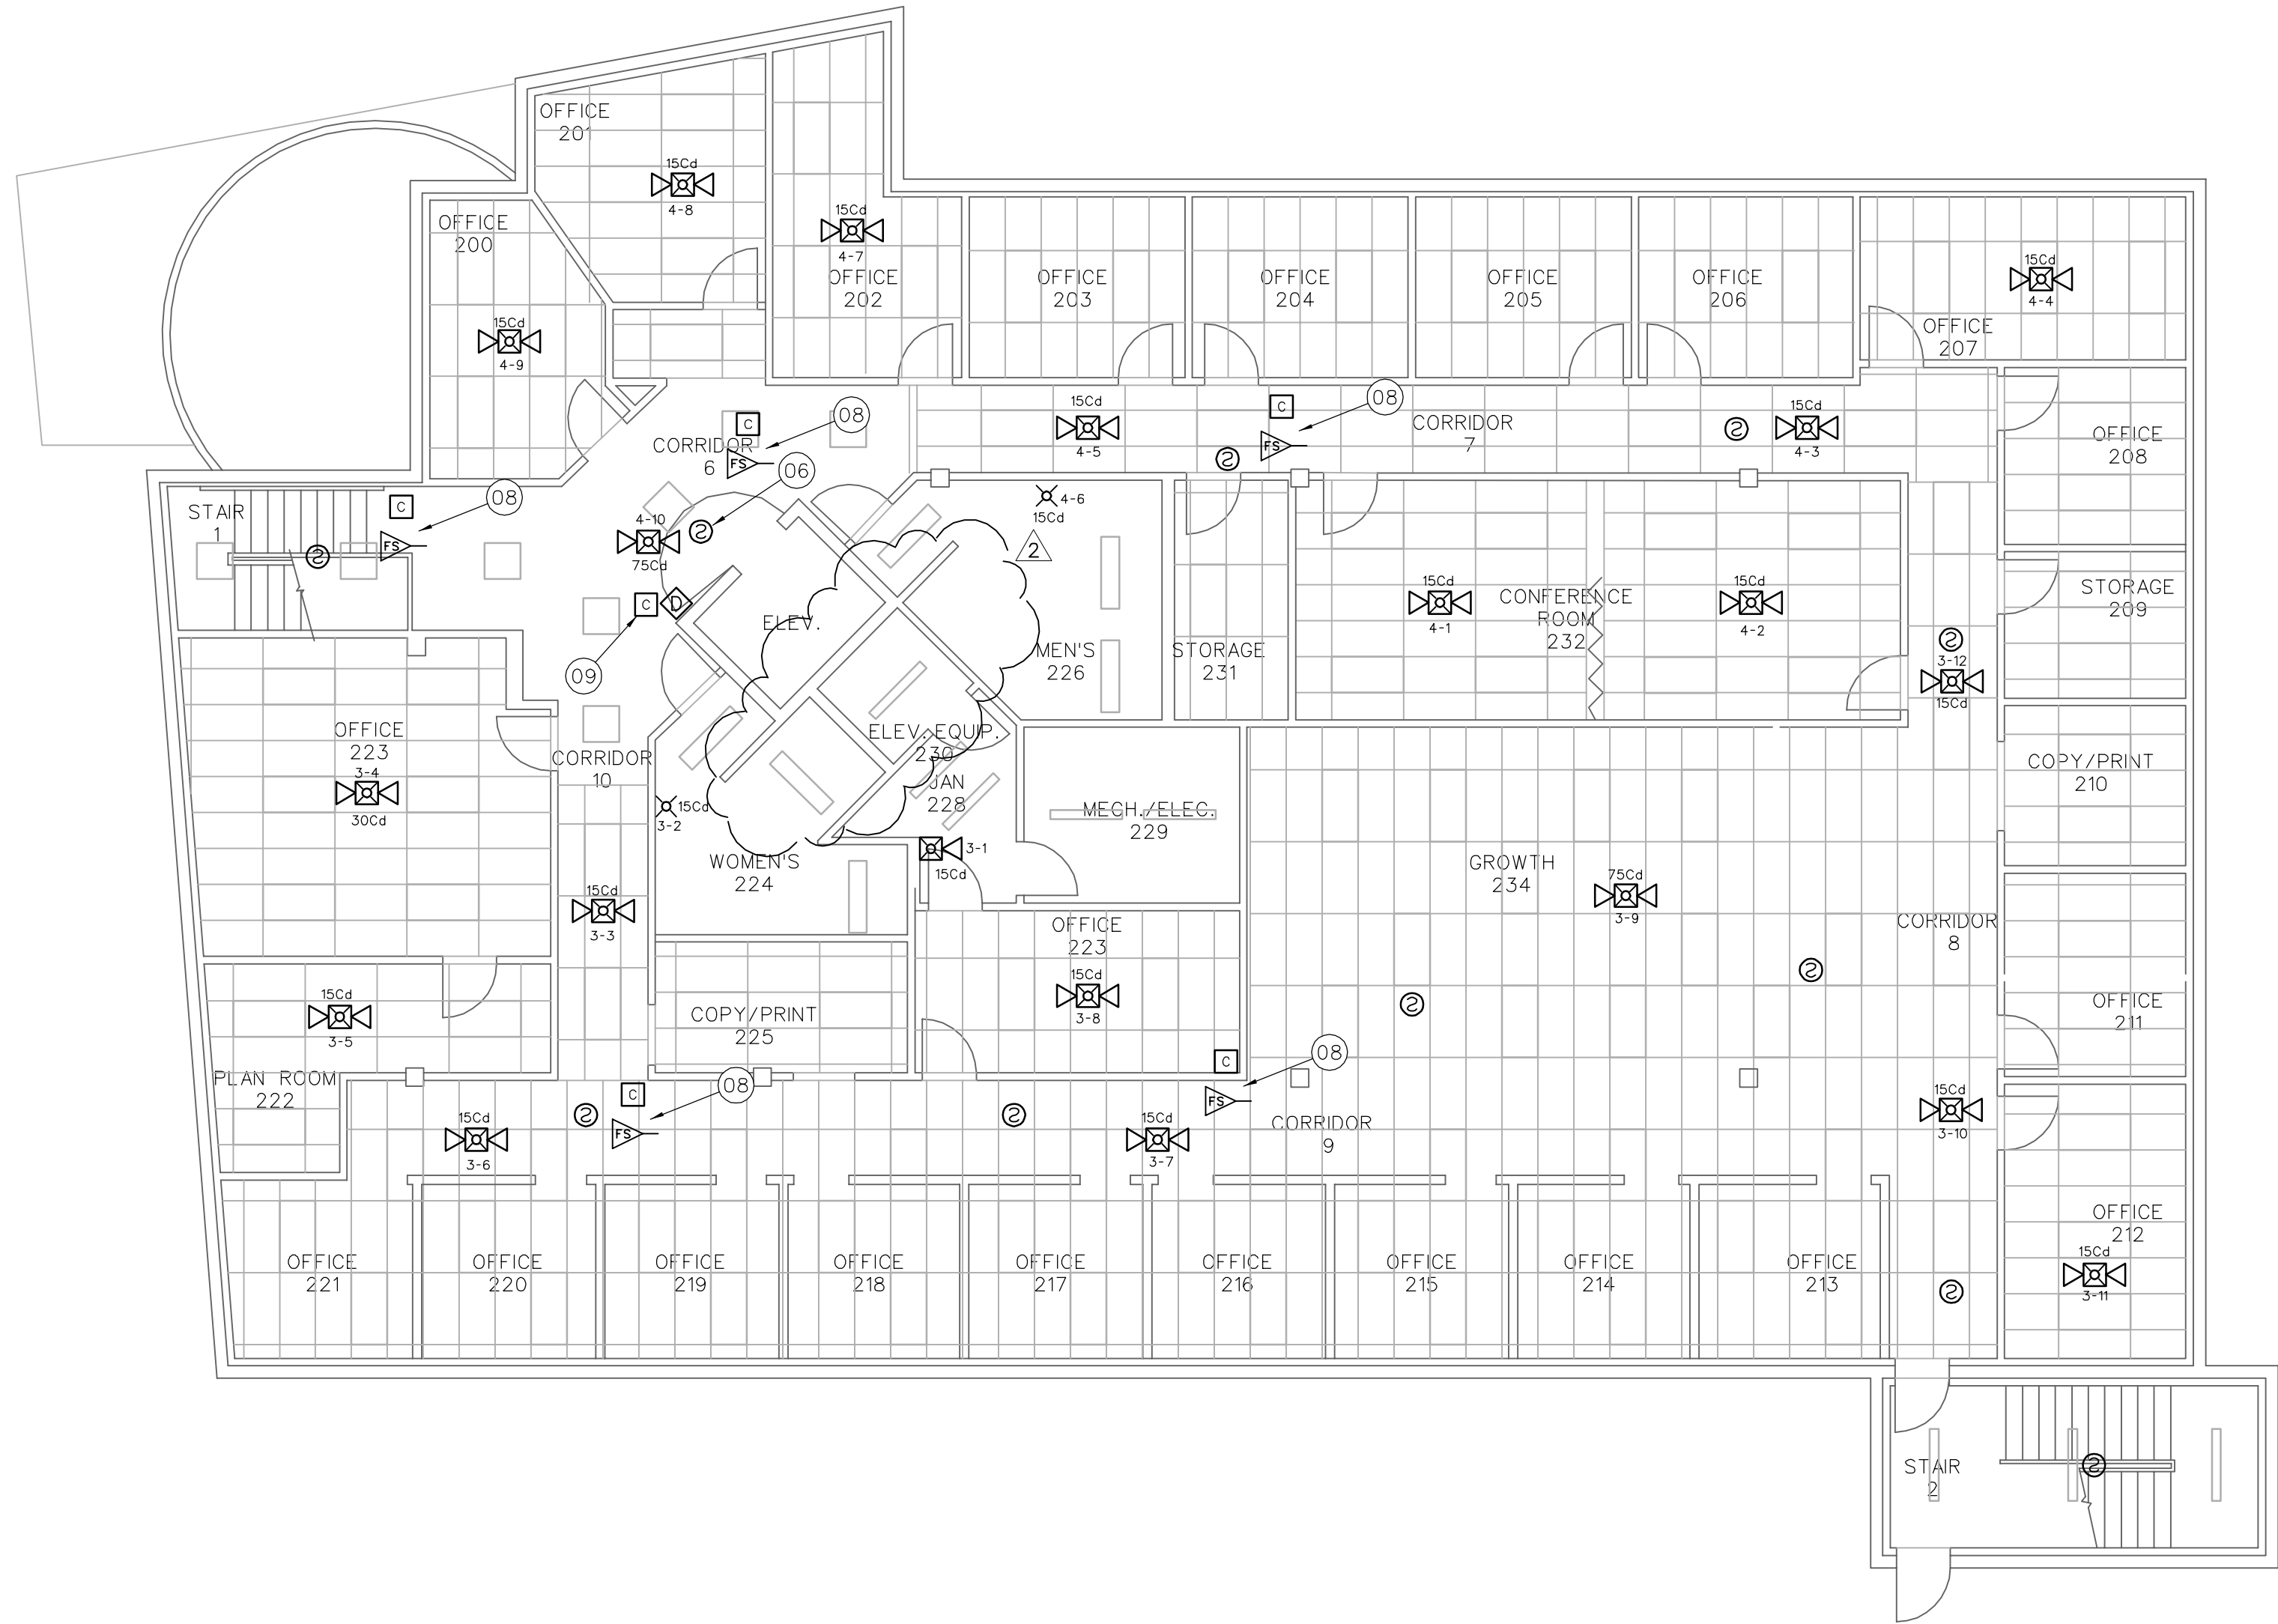 OFFICE
201
15Cd
4-8
OFFICE
200
15Cd
4-9
15Cd
4-7
OFFICE
202
OFFICE
203
OFFICE
204
OFFICE
205
OFFICE
206
15Cd
4-4
OFFICE
207
C
08
CORRIDOR
6
FS
06
15Cd
4-5
C
08
FS
CORRIDOR
7
S
S
15Cd
4-3
OFFICE
208
STAIR
1
C
08
FS
S
4-10
75Cd
S
C
D
09
ELEV.
4-6
15Cd
2
MEN'S
226
STORAGE
231
15Cd
4-1
CONFERENCE
ROOM
232
15Cd
4-2
S
3-12
15Cd
STORAGE
209
OFFICE
223
3-4
30Cd
CORRIDOR
10
ELEV. EQUIP.
230
JAN
228
MECH./ELEC.
229
COPY/PRINT
210
15Cd
3-2
WOMEN'S
224
3-1
15Cd
GROWTH
234
75Cd
3-9
CORRIDOR
8
15Cd
3-3
OFFICE
223
15Cd
3-8
S
S
OFFICE
211
15Cd
3-5
COPY/PRINT
225
PLAN ROOM
222
C
08
FS
C
08
FS
15Cd
3-6
S
S
15Cd
3-7
CORRIDOR
9
15Cd
3-10
OFFICE
212
15Cd
3-11
S
OFFICE
221
OFFICE
220
OFFICE
219
OFFICE
218
OFFICE
217
OFFICE
216
OFFICE
215
OFFICE
214
OFFICE
213
STAIR
2
S